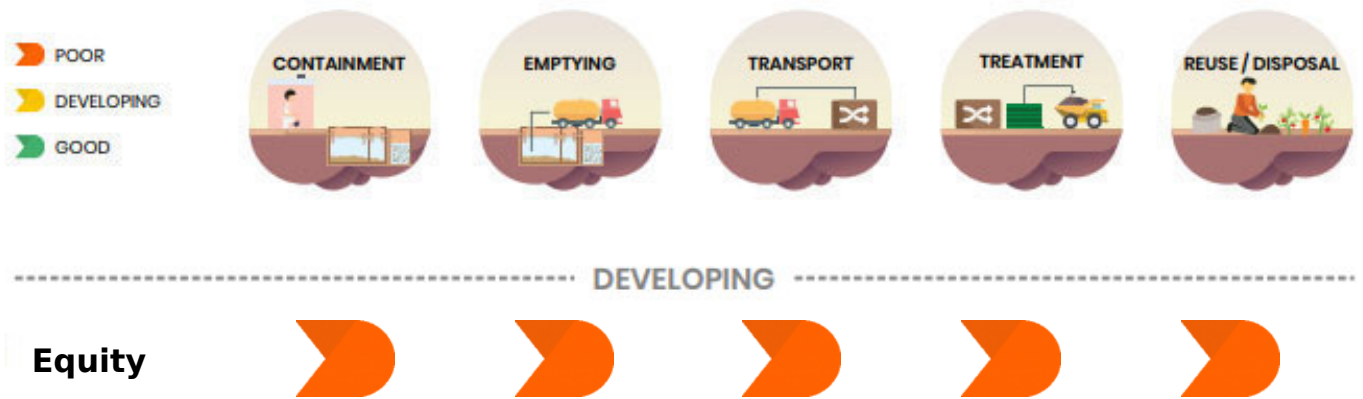 POOR
DEVELOPING
GOOD
CONTAINMENT
EMPTYING
TRANSPORT
TREATMENT
REUSE / DISPOSAL
DEVELOPING
Equity